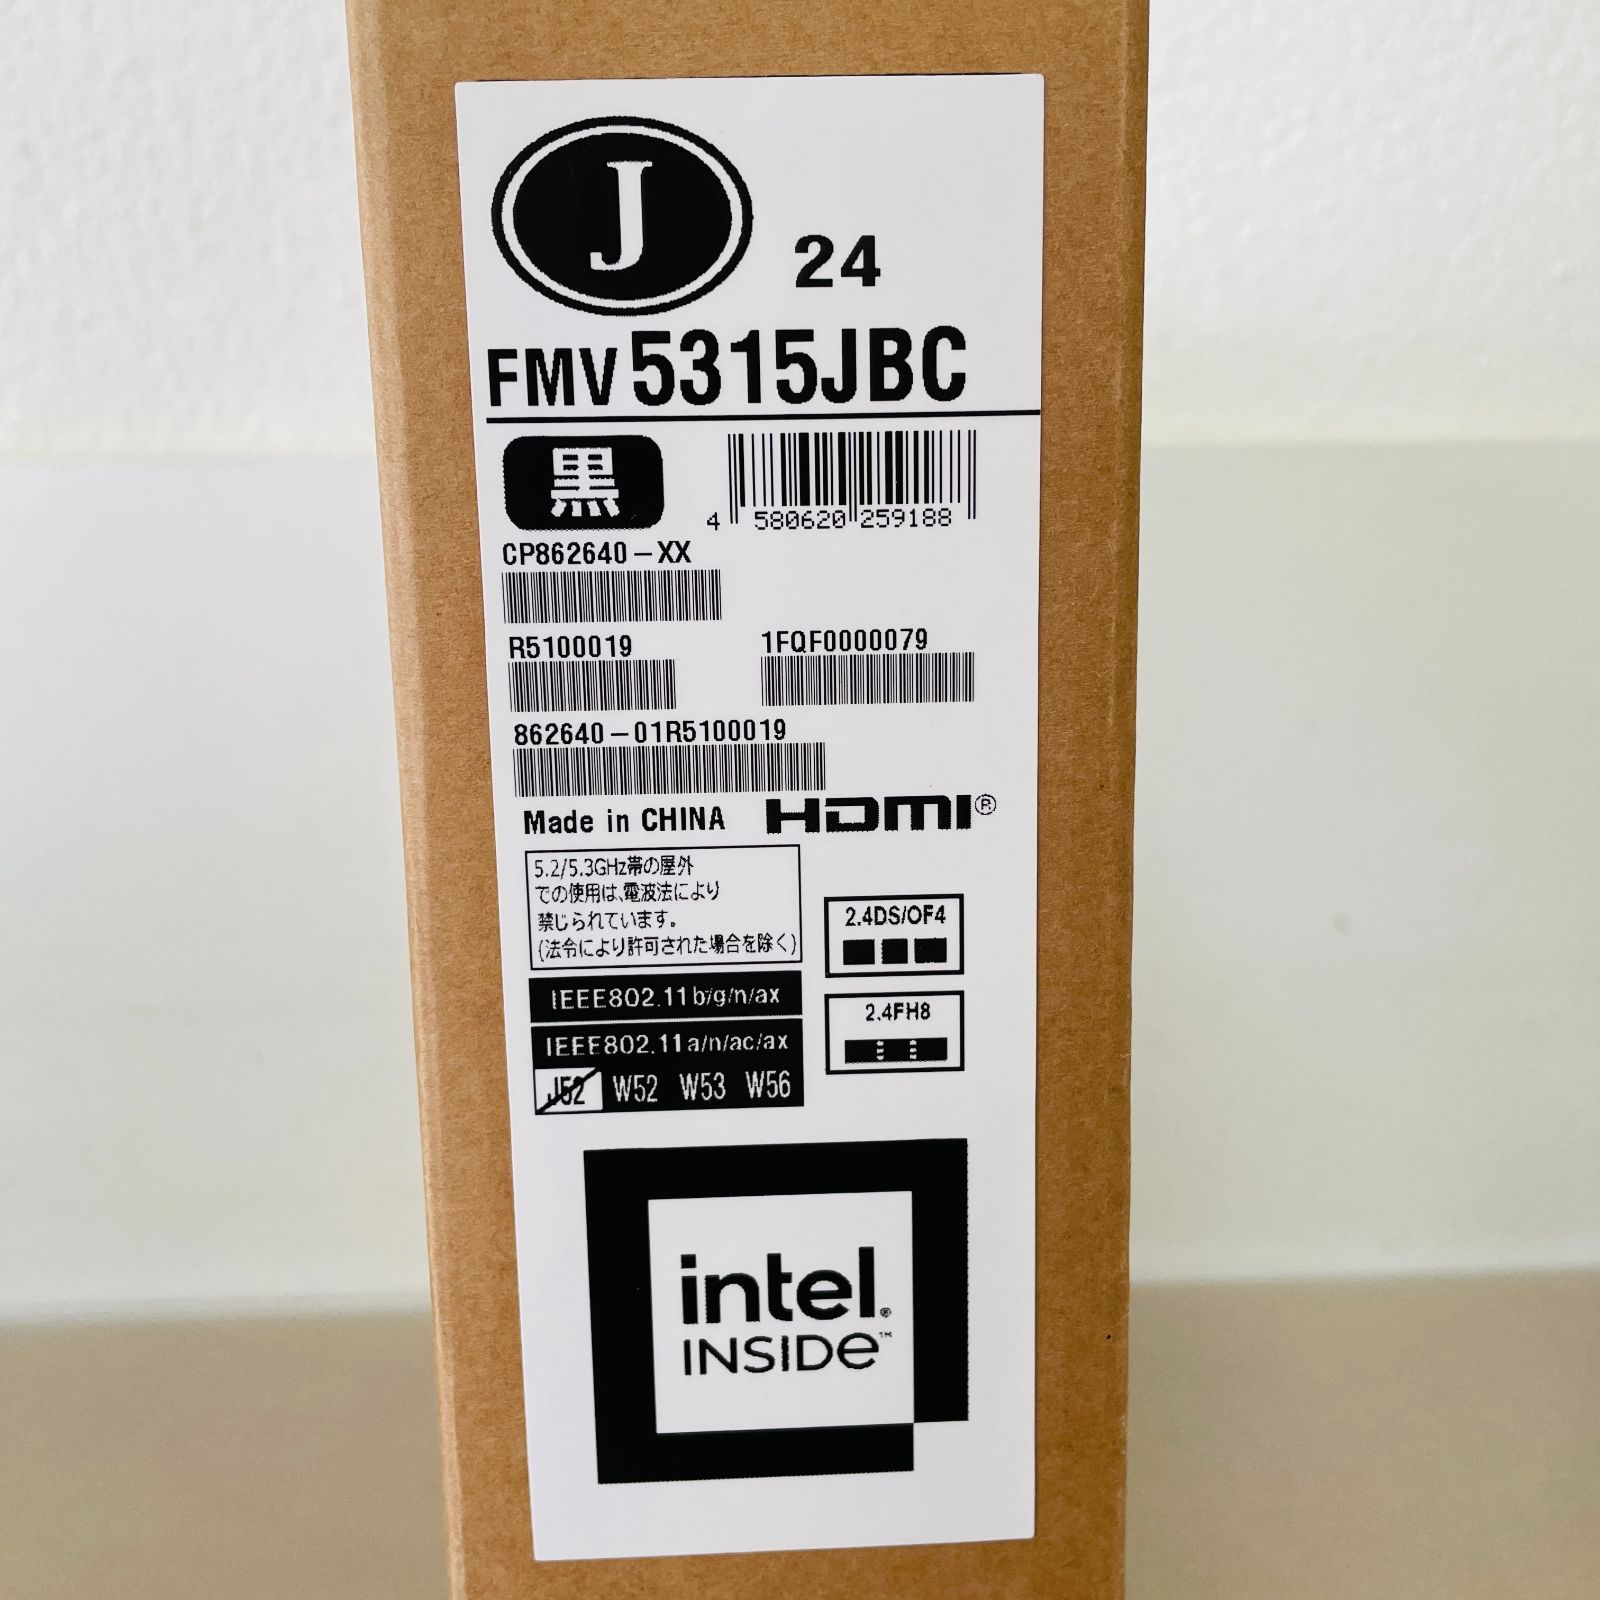 J
24
FMV 5315JBC
黒
4 580620 259188
CP862640-XX
R5100019
1FQF0000079
862640-01R5100019
Made in CHINA
HDMI®
5.2/5.3GHz帯の屋外
での使用は、電波法により
禁じられています。
(法令により許可された場合を除く)
2.4DS/OF4
IEEE802.11b/g/n/ax
2.4FH8
IEEE802.11a/n/ac/ax
J52 W52 W53 W56
intel®
INSIDe™